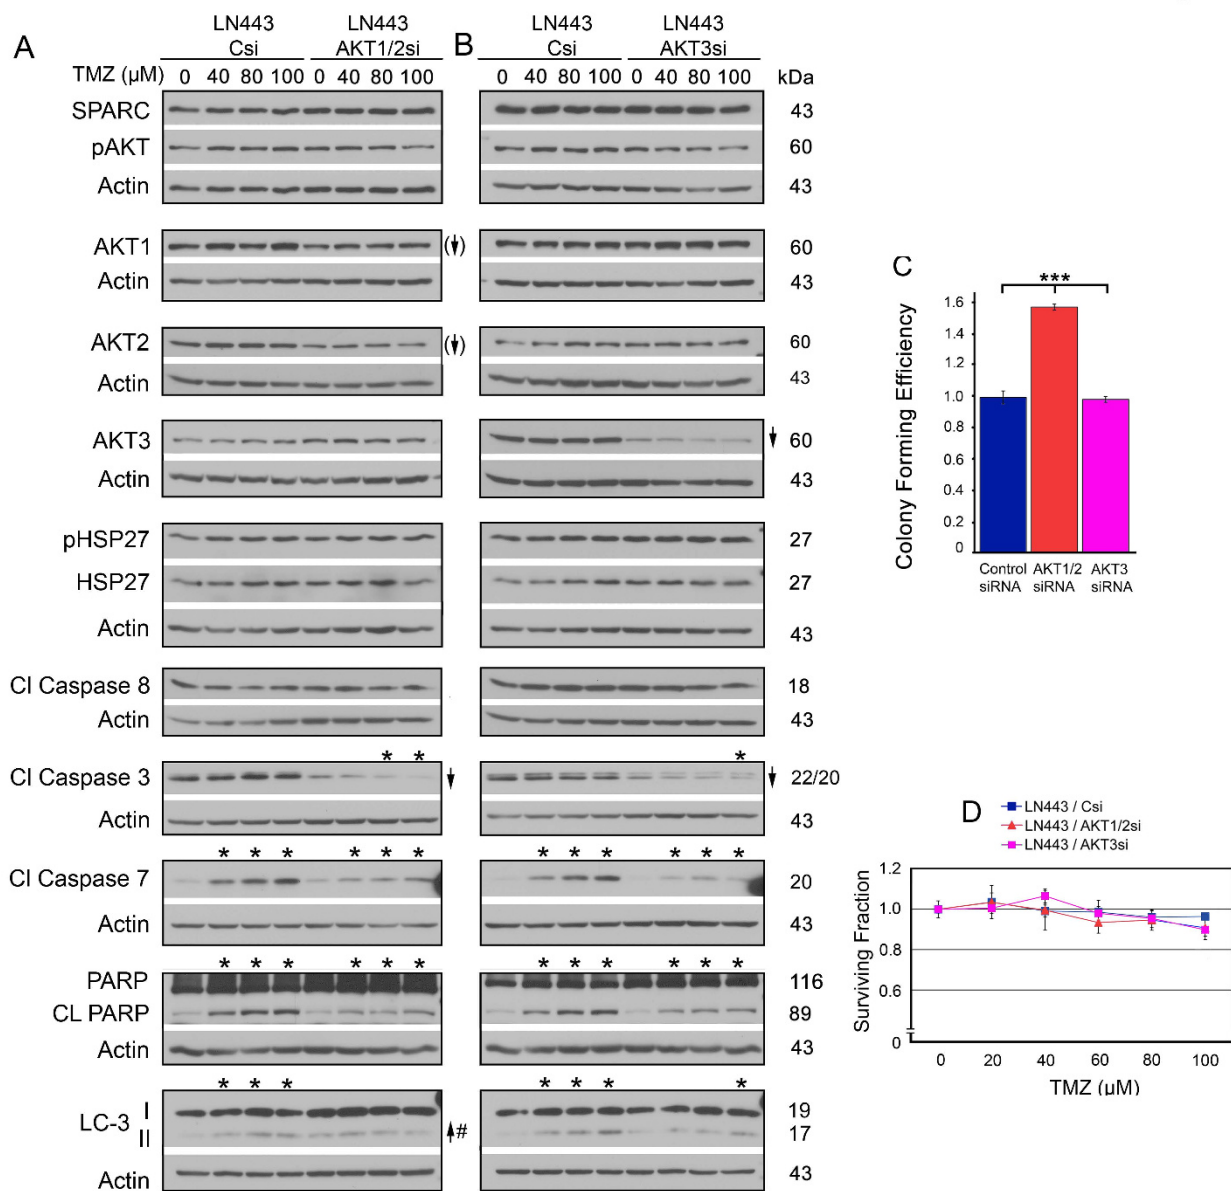 A
LN443
Csi
LN443
AKT1/2si
B
LN443
Csi
LN443
AKT3si
TMZ (µM) 0 40 80 100 0 40 80 100 0 40 80 100 0 40 80 100 kDa
SPARC 43
pAKT 60
Actin 43
AKT1 (↓) 60
Actin 43
AKT2 (↓) 60
Actin 43
AKT3 ↓ 60
Actin 43
pHSP27 27
HSP27 27
Actin 43
Cl Caspase 8 18
Actin 43
* * *
Cl Caspase 3 ↓ ↓ 22/20
Actin 43
* * * * * * * * * * * *
Cl Caspase 7 20
Actin 43
* * * * * * * * * * * *
PARP 116
CL PARP 89
Actin 43
* * * * * * *
LC-3 I 19
II ↑# 17
Actin 43
C
***
Colony Forming Efficiency
1.6
1.4
1.2
1.0
0.8
0.6
0.4
0.2
0
Control siRNA
AKT1/2 siRNA
AKT3 siRNA
D
LN443 / Csi
LN443 / AKT1/2si
LN443 / AKT3si
Surviving Fraction
1.2
1.0
0.8
0.6
0
0 20 40 60 80 100
TMZ (µM)